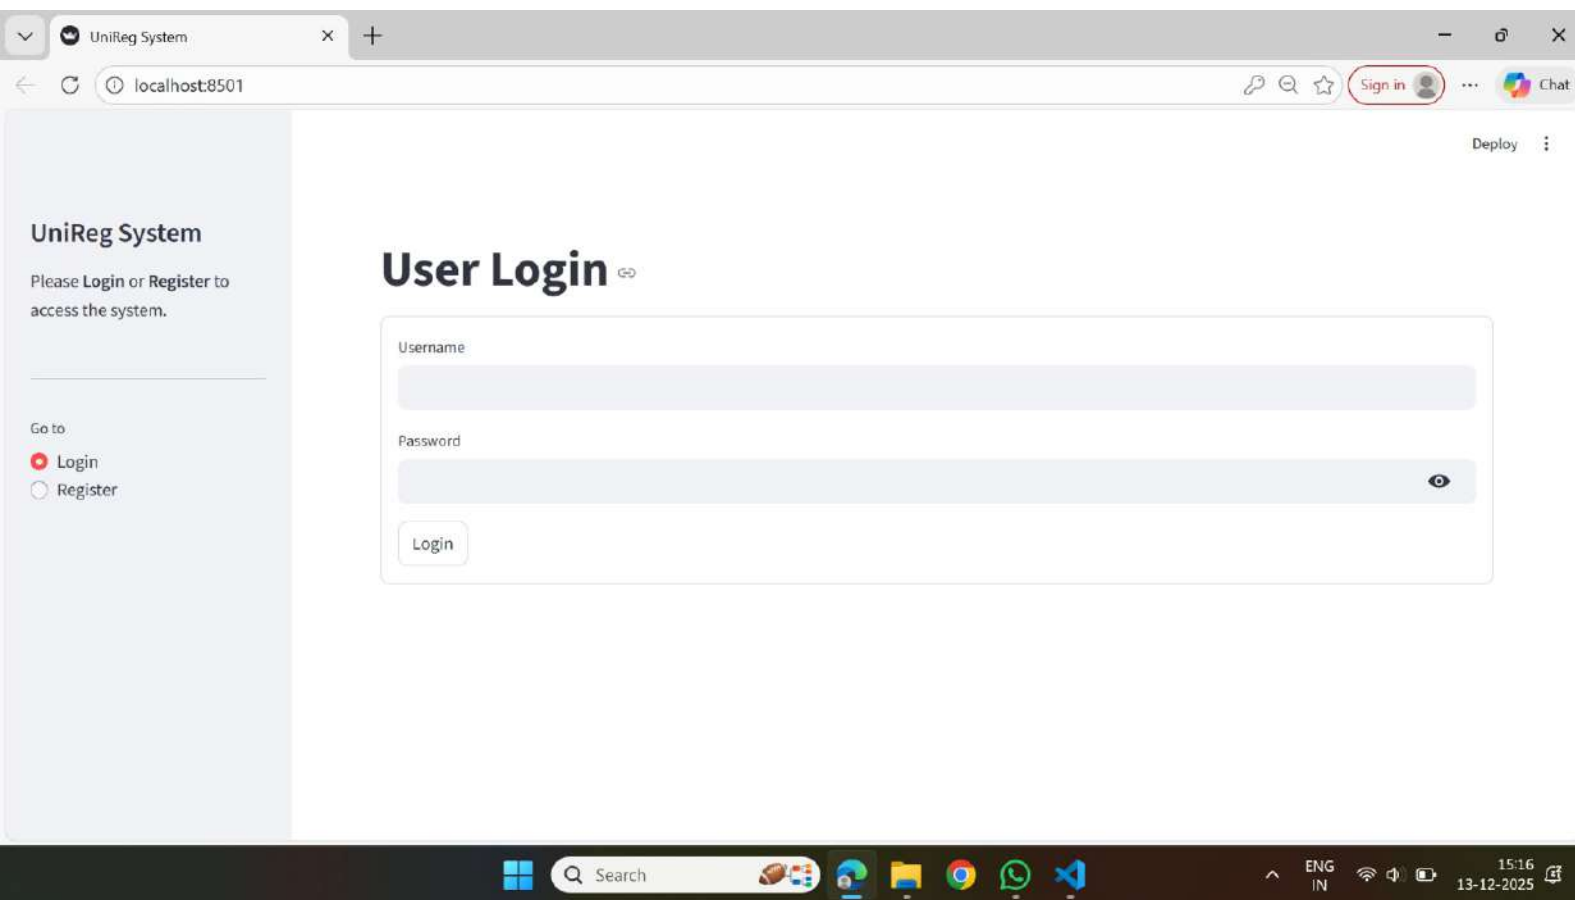 UniReg System
localhost:8501
Sign in
Chat
Deploy
UniReg System
Please Login or Register to
access the system.
Go to
Login
Register
User Login
Username
Password
Login
Search
ENG
IN
15:16
13-12-2025